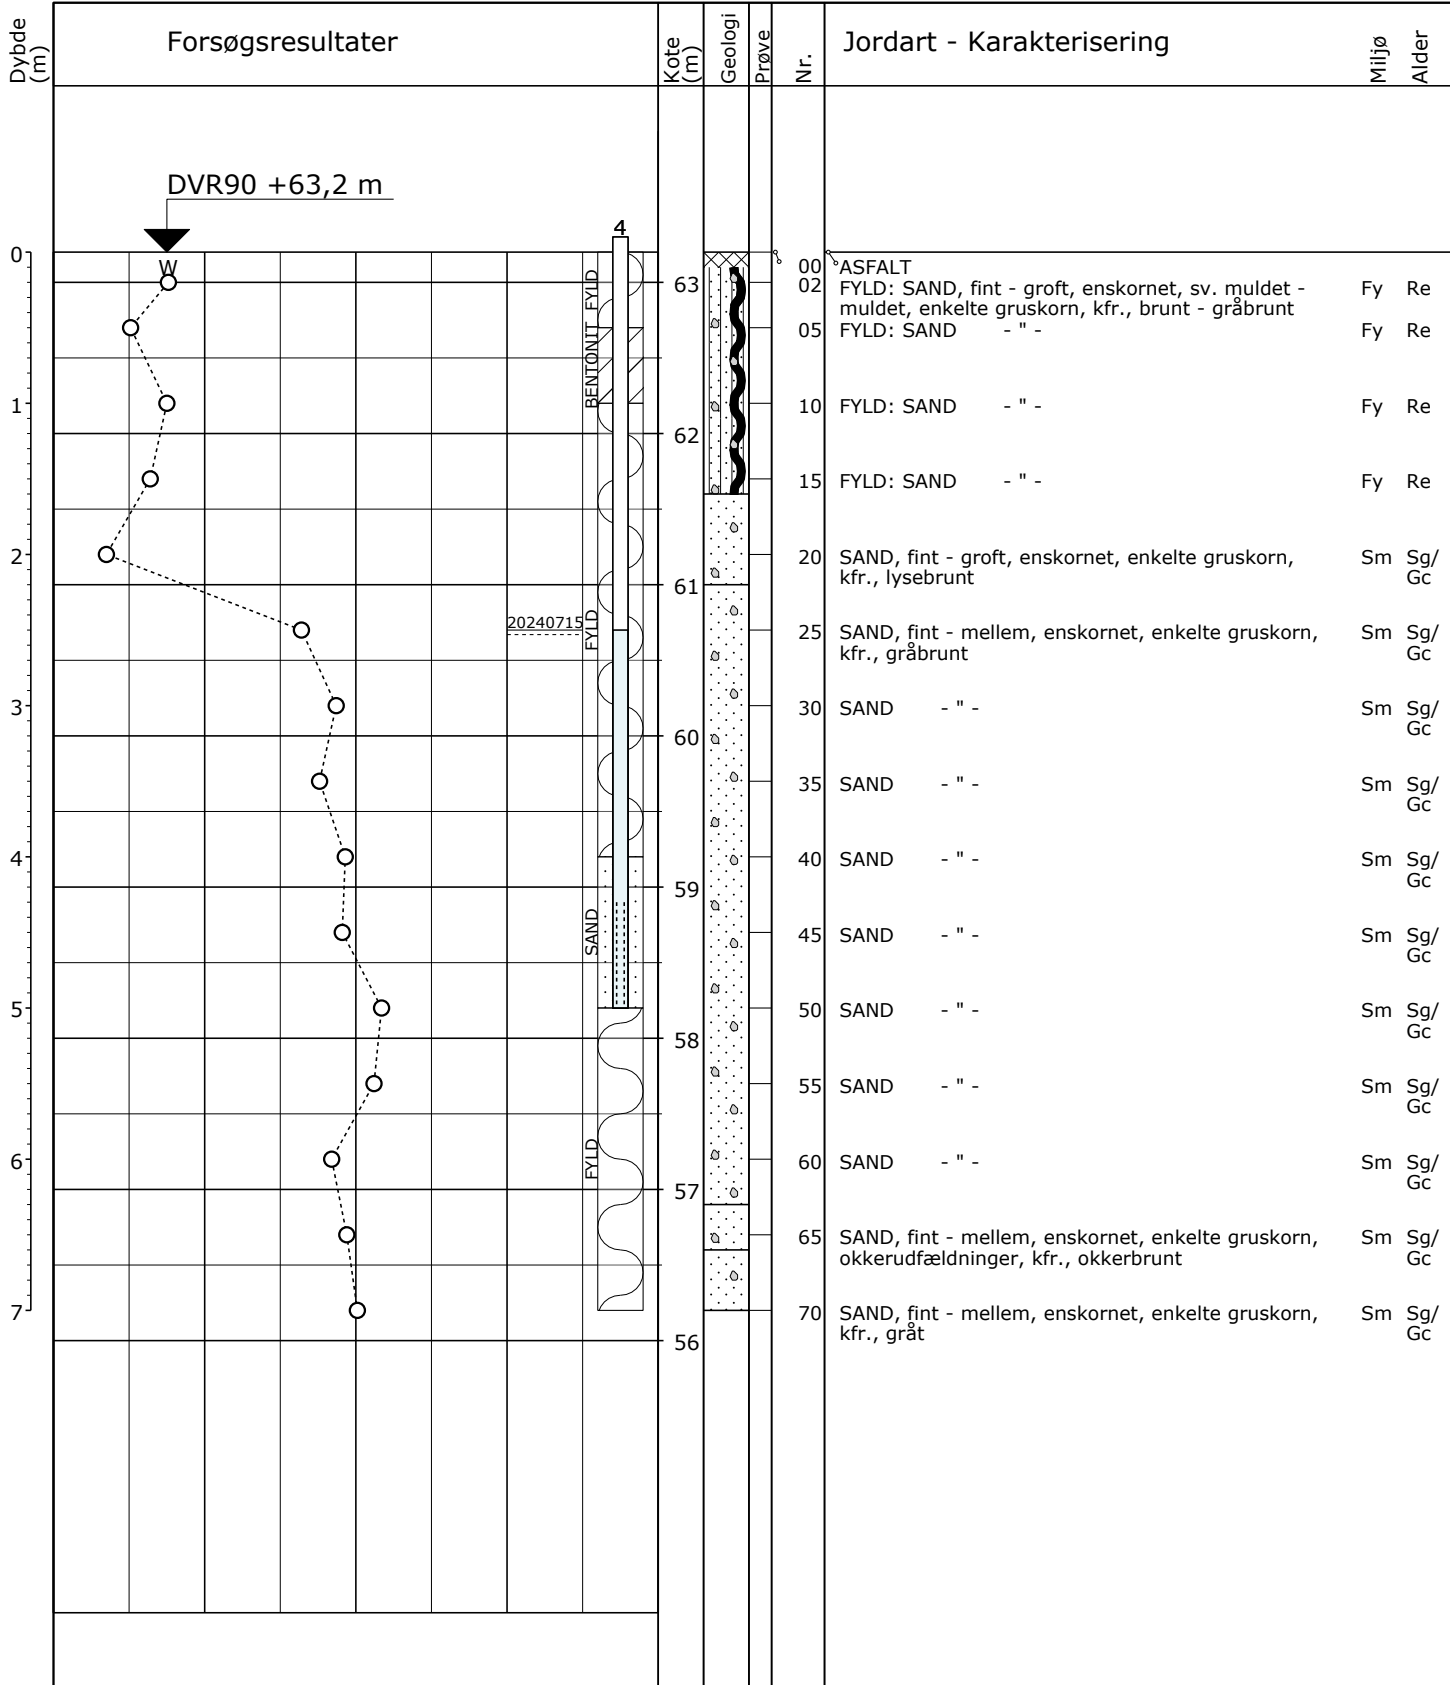 Dybde (m)
Forsøgsresultater
Kote (m)
Geologi
Prøve
Nr.
Jordart - Karakterisering
Miljø
Alder
DVR90 +63,2 m
4
W
0
1
2
3
4
5
6
7
FYLD
BENTONIT
FYLD
SAND
FYLD
20240715
63
62
61
60
59
58
57
56
00 ASFALT
02 FYLD: SAND, fint - groft, enskornet, sv. muldet - Fy Re
muldet, enkelte gruskorn, kfr., brunt - gråbrunt
05 FYLD: SAND - " - Fy Re
10 FYLD: SAND - " - Fy Re
15 FYLD: SAND - " - Fy Re
20 SAND, fint - groft, enskornet, enkelte gruskorn, Sm Sg/
kfr., lysebrunt Gc
25 SAND, fint - mellem, enskornet, enkelte gruskorn, Sm Sg/
kfr., gråbrunt Gc
30 SAND - " - Sm Sg/
Gc
35 SAND - " - Sm Sg/
Gc
40 SAND - " - Sm Sg/
Gc
45 SAND - " - Sm Sg/
Gc
50 SAND - " - Sm Sg/
Gc
55 SAND - " - Sm Sg/
Gc
60 SAND - " - Sm Sg/
Gc
65 SAND, fint - mellem, enskornet, enkelte gruskorn, Sm Sg/
okkerudfældninger, kfr., okkerbrunt Gc
70 SAND, fint - mellem, enskornet, enkelte gruskorn, Sm Sg/
kfr., gråt Gc